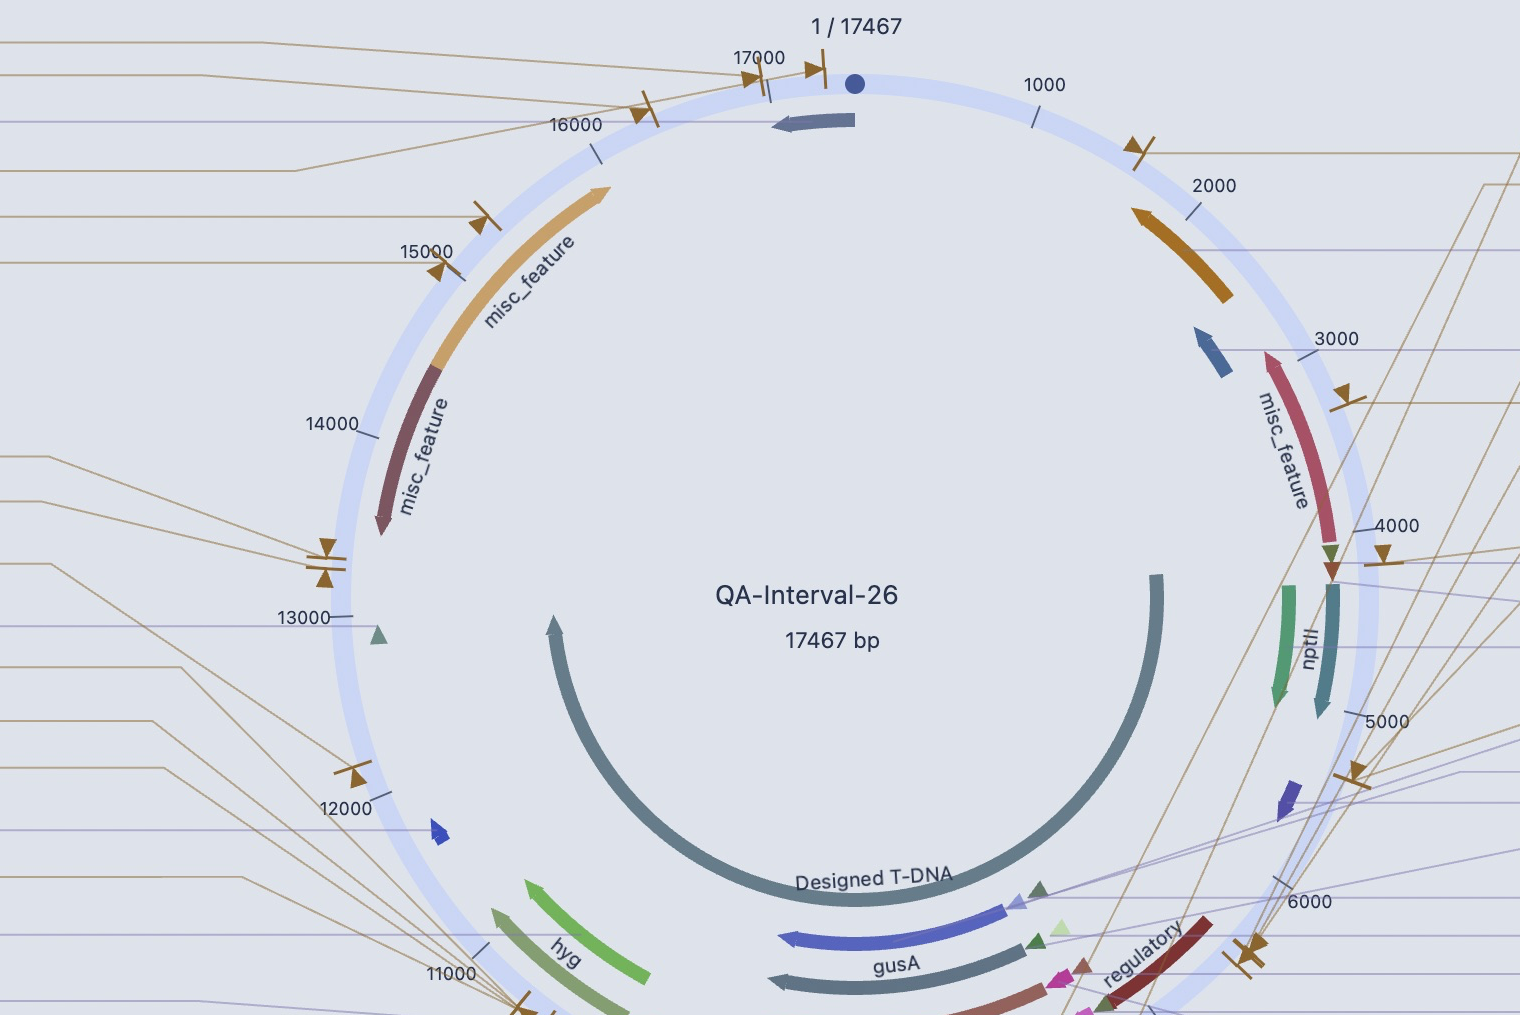 1 / 17467
17000
1000
16000
2000
15000
misc_feature
3000
misc_feature
14000
misc_feature
4000
QA-Interval-26
13000
17467 bp
nptII
5000
12000
Designed T-DNA
6000
regulatory
hyg
gusA
11000